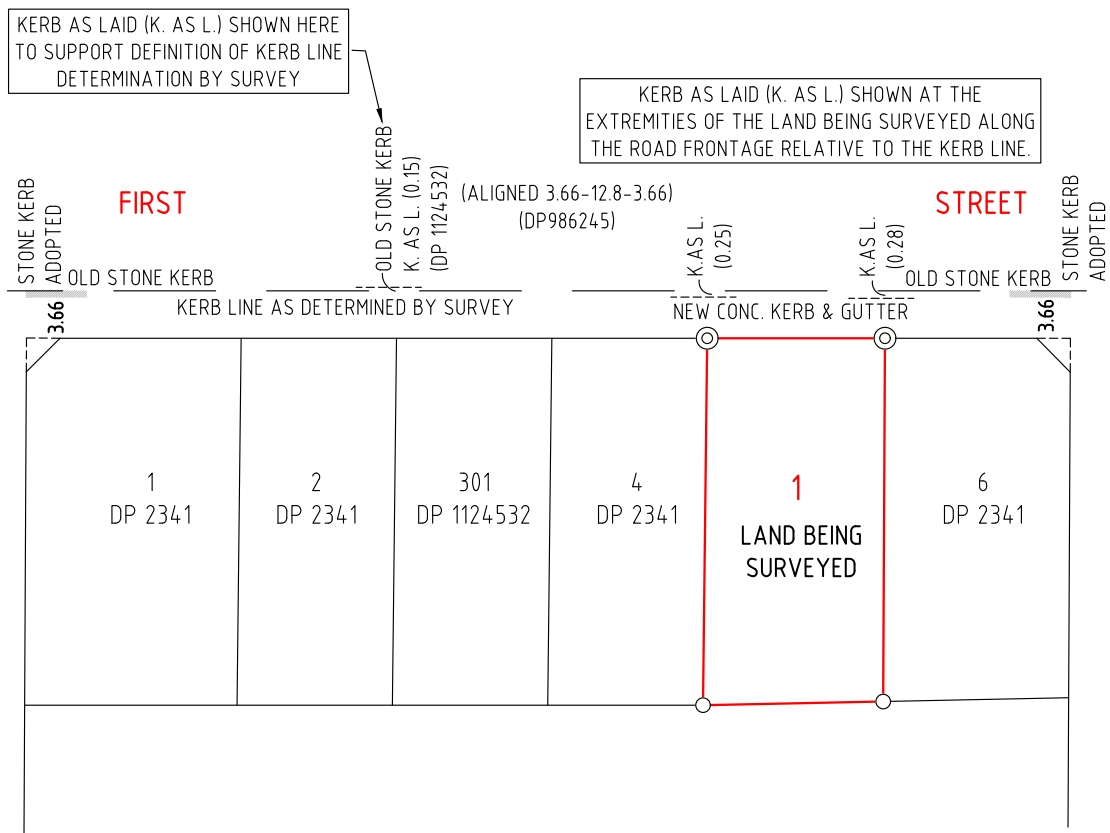 KERB AS LAID (K. AS L.) SHOWN HERE
TO SUPPORT DEFINITION OF KERB LINE
DETERMINATION BY SURVEY
KERB AS LAID (K. AS L.) SHOWN AT THE
EXTREMITIES OF THE LAND BEING SURVEYED ALONG
THE ROAD FRONTAGE RELATIVE TO THE KERB LINE.
STONE KERB
ADOPTED
FIRST
OLD STONE KERB
K. AS L. (0.15)
(DP 1124532)
(ALIGNED 3.66-12.8-3.66)
(DP986245)
K.AS L.
(0.25)
K.AS L.
(0.28)
STREET
STONE KERB
ADOPTED
OLD STONE KERB
OLD STONE KERB
KERB LINE AS DETERMINED BY SURVEY
NEW CONC. KERB & GUTTER
3.66
3.66
1
DP 2341
2
DP 2341
301
DP 1124532
4
DP 2341
1
LAND BEING
SURVEYED
6
DP 2341